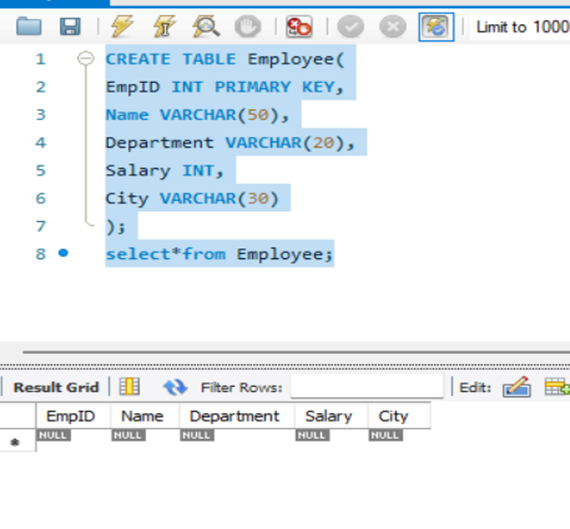 Limit to 1000
1 CREATE TABLE Employee(
2 EmpID INT PRIMARY KEY,
3 Name VARCHAR(50),
4 Department VARCHAR(20),
5 Salary INT,
6 City VARCHAR(30)
7 );
8 select*from Employee;
Result Grid Filter Rows: Edit:
EmpID Name Department Salary City
NULL NULL NULL NULL NULL